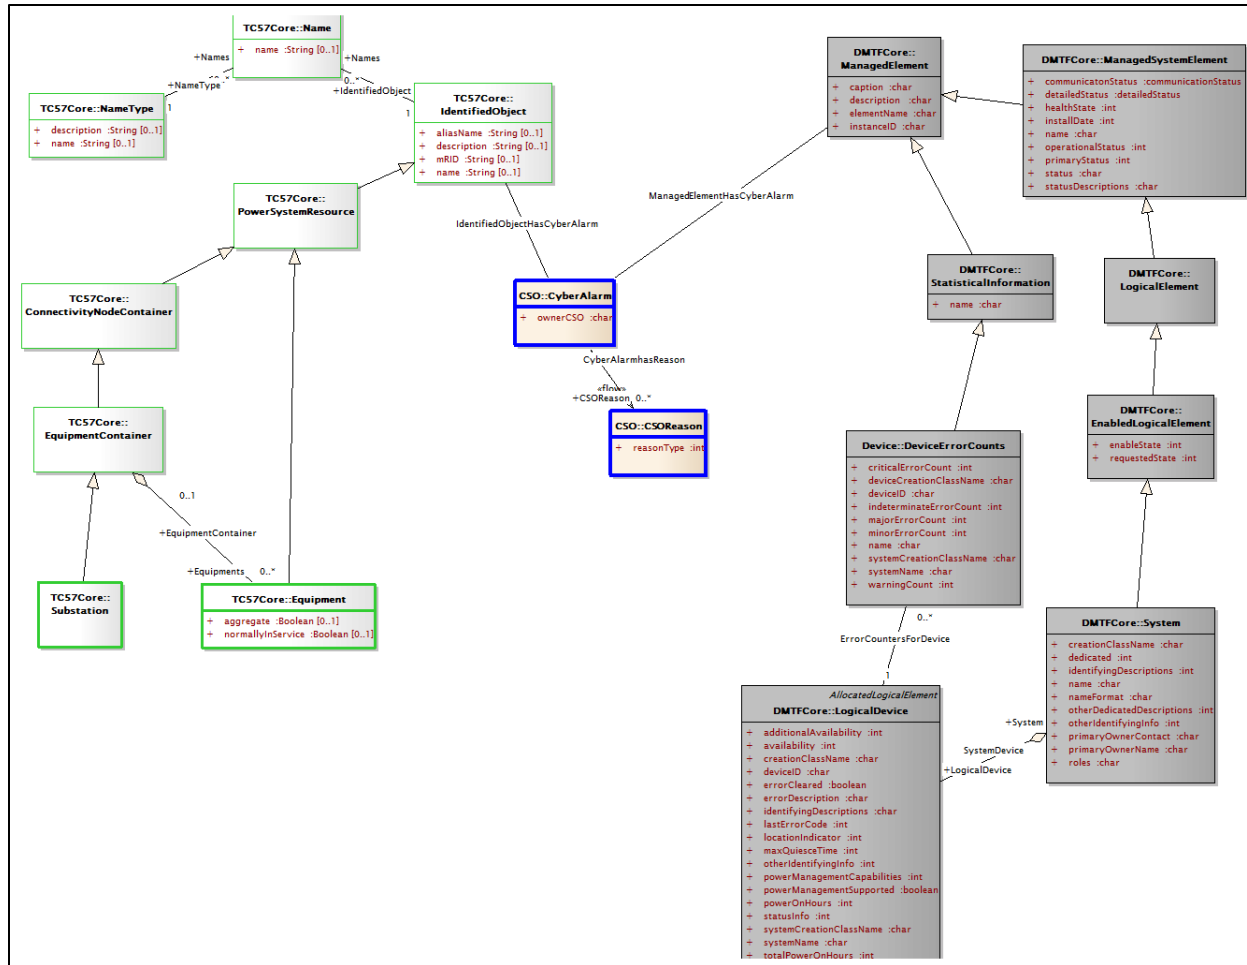 TC57Core::Name
+ name :String [0..1]
+Names
+Names
+NameType
0..*
+IdentifiedObject
1
1
TC57Core::NameType
+ description :String [0..1]
+ name :String [0..1]
TC57Core::
IdentifiedObject
+ aliasName :String [0..1]
+ description :String [0..1]
+ mRID :String [0..1]
+ name :String [0..1]
TC57Core::
PowerSystemResource
IdentifiedObjectHasCyberAlarm
TC57Core::
ConnectivityNodeContainer
TC57Core::
EquipmentContainer
0..1
+EquipmentContainer
+Equipments 0..*
TC57Core::
Substation
TC57Core::Equipment
+ aggregate :Boolean [0..1]
+ normallyInService :Boolean [0..1]
CSO::CyberAlarm
+ ownerCSO :char
CyberAlarmhasReason
«flow»
+CSOReason 0..*
CSO::CSOReason
+ reasonType :int
ManagedElementHasCyberAlarm
DMTFCore::
ManagedElement
+ caption :char
+ description :char
+ elementName :char
+ instanceID :char
DMTFCore::ManagedSystemElement
+ communicatonStatus :communicationStatus
+ detailedStatus :detailedStatus
+ healthState :int
+ installDate :int
+ name :char
+ operationalStatus :int
+ primaryStatus :int
+ status :char
+ statusDescriptions :char
DMTFCore::
StatisticalInformation
+ name :char
DMTFCore::
LogicalElement
DMTFCore::
EnabledLogicalElement
+ enableState :int
+ requestedState :int
Device::DeviceErrorCounts
+ criticalErrorCount :int
+ deviceCreationClassName :char
+ deviceID :char
+ indeterminateErrorCount :int
+ majorErrorCount :int
+ minorErrorCount :int
+ name :char
+ systemCreationClassName :char
+ systemName :char
+ warningCount :int
0..*
ErrorCountersForDevice
1
DMTFCore::System
+ creationClassName :char
+ dedicated :int
+ identifyingDescriptions :int
+ name :char
+ nameFormat :char
+ otherDedicatedDescriptions :int
+ otherIdentifyingInfo :int
+ primaryOwnerContact :char
+ primaryOwnerName :char
+ roles :char
+System
SystemDevice
+LogicalDevice
AllocatedLogicalElement
DMTFCore::LogicalDevice
+ additionalAvailability :int
+ availability :int
+ creationClassName :char
+ deviceID :char
+ errorCleared :boolean
+ errorDescription :char
+ identifyingDescriptions :char
+ lastErrorCode :int
+ locationIndicator :int
+ maxQuiesceTime :int
+ otherIdentifyingInfo :int
+ powerManagementCapabilities :int
+ powerManagementSupported :boolean
+ powerOnHours :int
+ statusInfo :int
+ systemCreationClassName :char
+ systemName :char
+ totalPowerOnHours :int